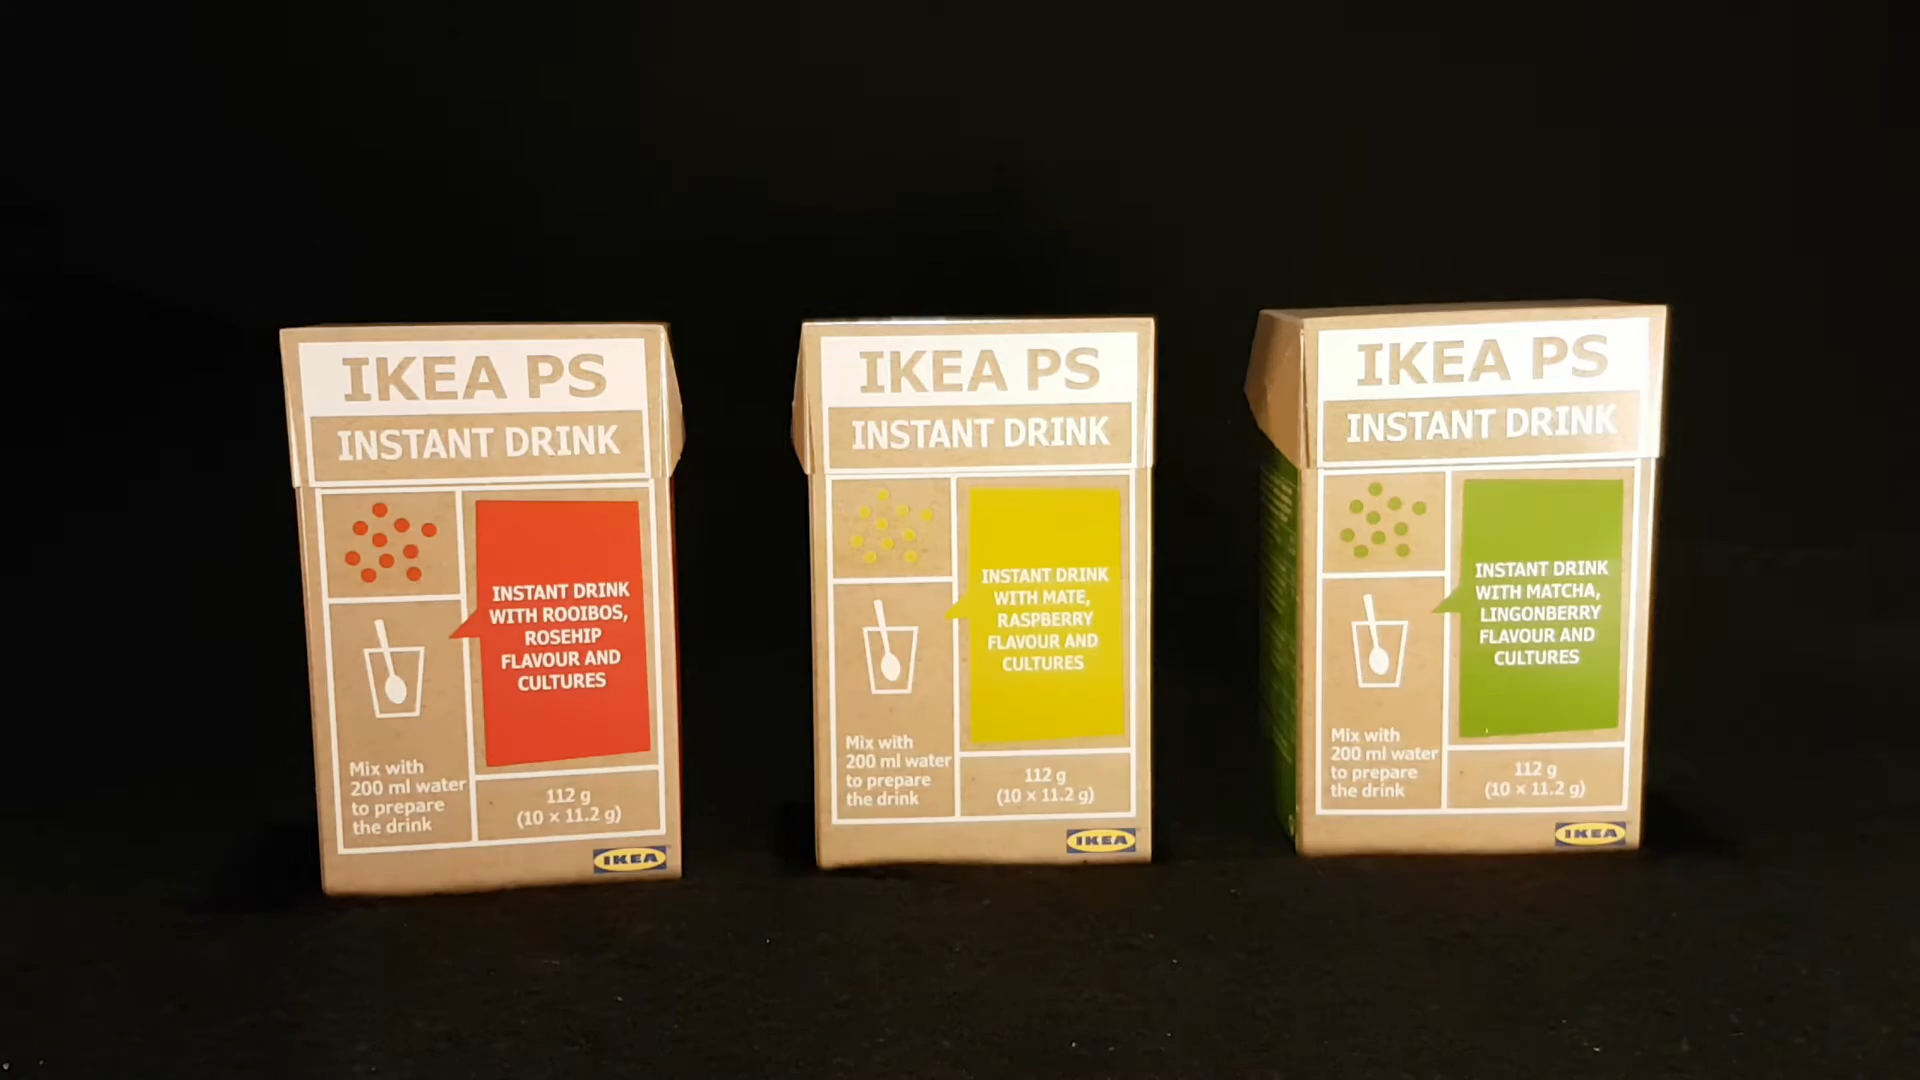 IKEA PS
INSTANT DRINK
INSTANT DRINK
WITH ROOIBOS,
ROSEHIP
FLAVOUR AND
CULTURES
Mix with
200 ml water
to prepare
the drink
112 g
(10 × 11.2 g)
IKEA
IKEA PS
INSTANT DRINK
INSTANT DRINK
WITH MATE,
RASPBERRY
FLAVOUR AND
CULTURES
Mix with
200 ml water
to prepare
the drink
112 g
(10 × 11.2 g)
IKEA
IKEA PS
INSTANT DRINK
INSTANT DRINK
WITH MATCHA,
LINGONBERRY
FLAVOUR AND
CULTURES
Mix with
200 ml water
to prepare
the drink
112 g
(10 × 11.2 g)
IKEA